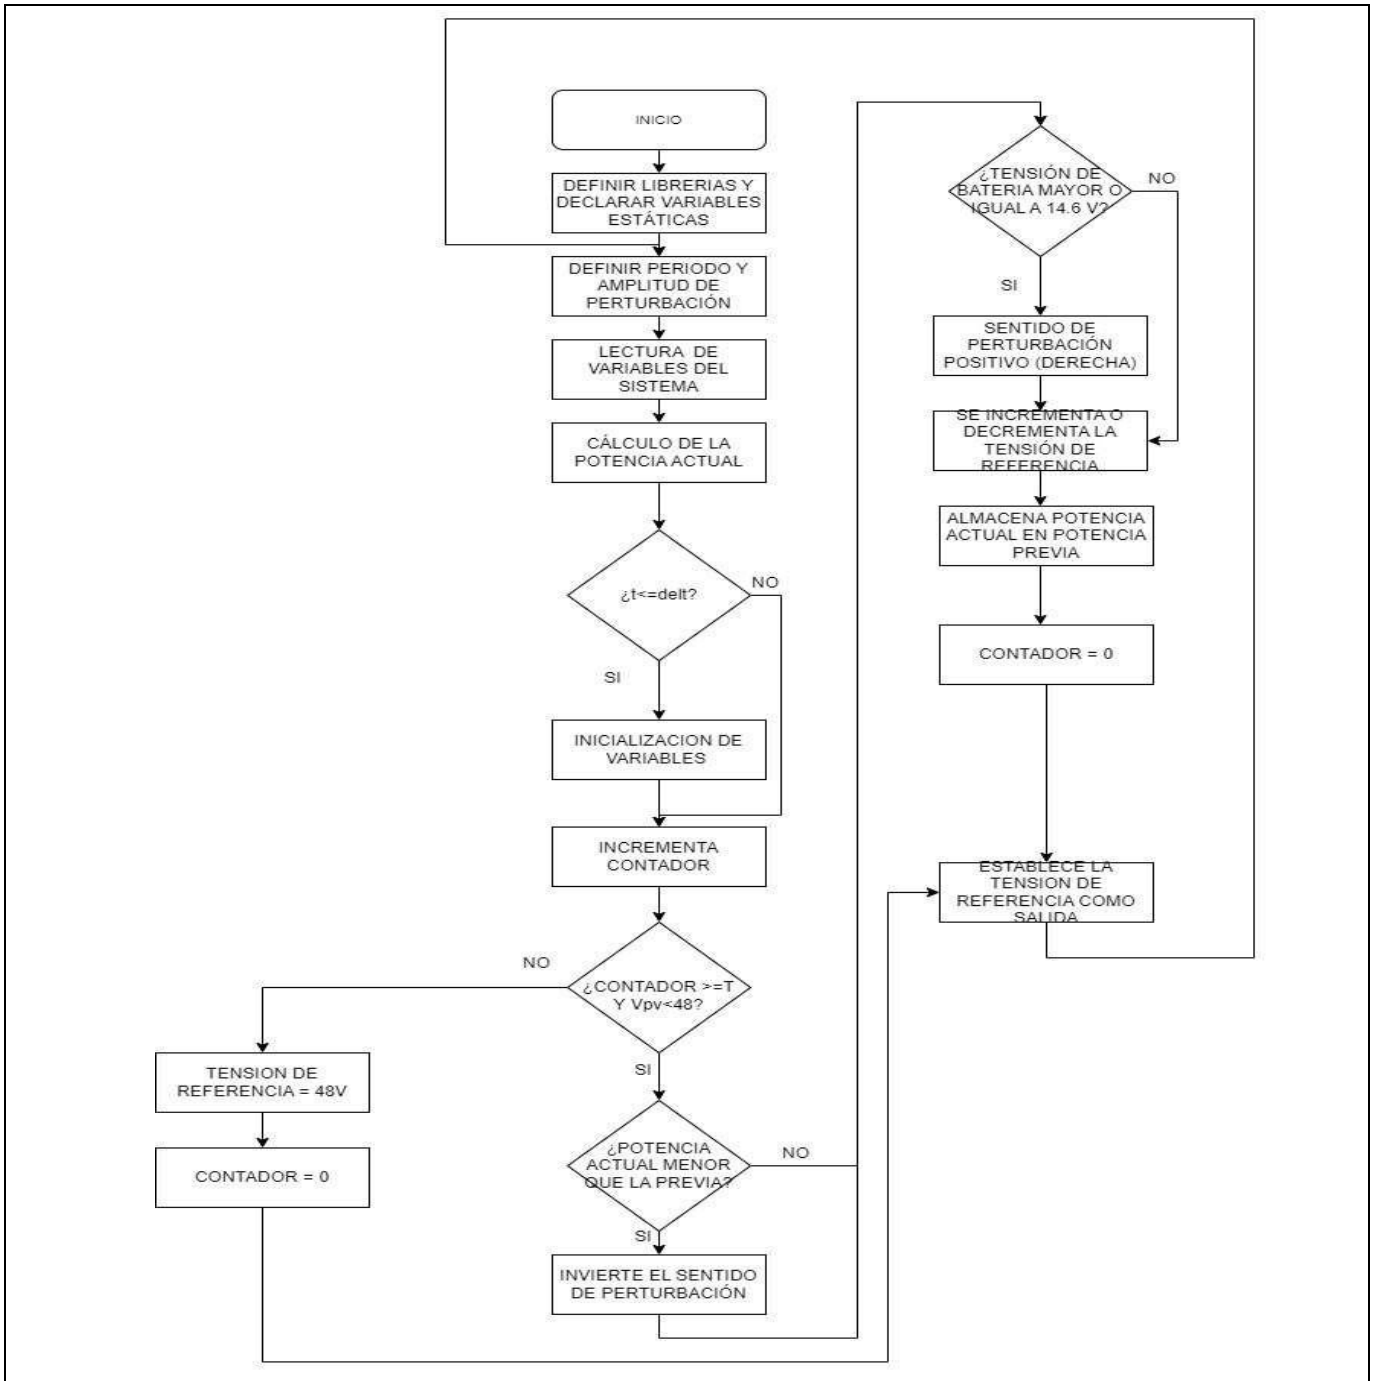 INICIO
DEFINIR LIBRERIAS Y
DECLARAR VARIABLES
ESTÁTICAS
DEFINIR PERIODO Y
AMPLITUD DE
PERTURBACIÓN
LECTURA DE
VARIABLES DEL
SISTEMA
CÁLCULO DE LA
POTENCIA ACTUAL
¿t<=delt?
NO
SI
INICIALIZACION DE
VARIABLES
INCREMENTA
CONTADOR
¿CONTADOR >=T
Y Vpv<48?
NO
SI
TENSION DE
REFERENCIA = 48V
CONTADOR = 0
¿POTENCIA
ACTUAL MENOR
QUE LA PREVIA?
NO
SI
INVIERTE EL SENTIDO
DE PERTURBACIÓN
¿TENSIÓN DE
BATERIA MAYOR O
IGUAL A 14.6 V?
NO
SI
SENTIDO DE
PERTURBACIÓN
POSITIVO (DERECHA)
SE INCREMENTA O
DECREMENTA LA
TENSIÓN DE
REFERENCIA
ALMACENA POTENCIA
ACTUAL EN POTENCIA
PREVIA
CONTADOR = 0
ESTABLECE LA
TENSION DE
REFERENCIA COMO
SALIDA